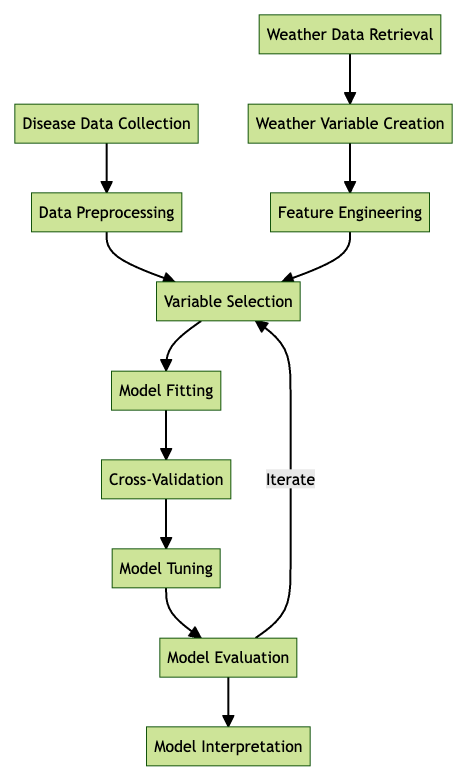 Weather Data Retrieval
Disease Data Collection
Weather Variable Creation
Data Preprocessing
Feature Engineering
Variable Selection
Model Fitting
Cross-Validation
Iterate
Model Tuning
Model Evaluation
Model Interpretation